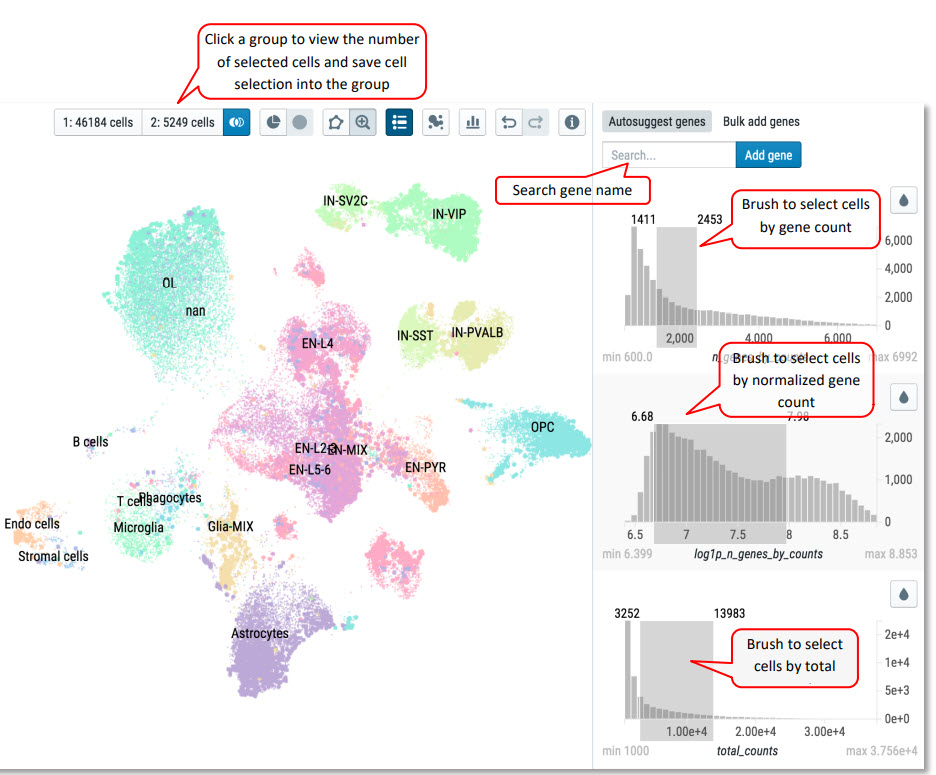 Click a group to view the number
of selected cells and save cell
selection into the group
1: 46184 cells
2: 5249 cells
Autosuggest genes
Bulk add genes
Search...
Add gene
Search gene name
Brush to select cells
by gene count
1411
2453
6,000
4,000
2,000
0
2,000
4,000
6,000
min 600.0
max 6992
Brush to select cells
by normalized gene
count
6.68
7.98
2,000
1,000
0
6.5
7
7.5
8
8.5
min 6.399
log1p_n_genes_by_counts
max 8.853
3252
13983
Brush to select
cells by total
2e+4
1e+4
5e+3
0e+0
1.00e+4
2.00e+4
3.00e+4
min 1000
total_counts
max 3.756e+4
IN-SV2C
IN-VIP
OL
nan
IN-SST
IN-PVALB
EN-L4
B cells
EN-L2-3
EN-MIX
OPC
EN-L5-6
EN-PYR
T cells
Phagocytes
Endo cells
Microglia
Glia-MIX
Stromal cells
Astrocytes